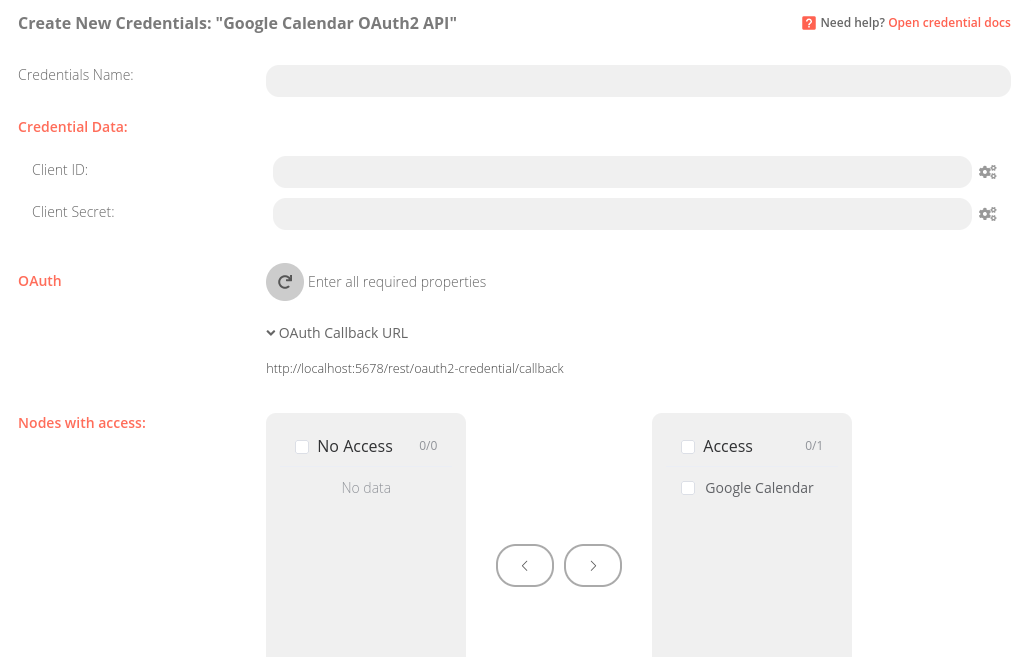 Create New Credentials: "Google Calendar OAuth2 API"
? Need help? Open credential docs
Credentials Name:
Credential Data:
Client ID:
Client Secret:
OAuth
Enter all required properties
OAuth Callback URL
http://localhost:5678/rest/oauth2-credential/callback
Nodes with access:
No Access 0/0
No data
Access 0/1
Google Calendar